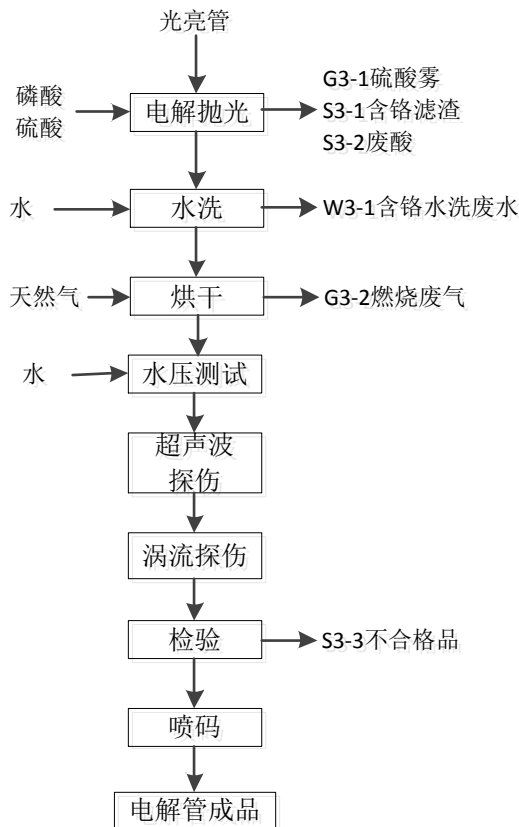 光亮管
磷酸
硫酸
电解抛光
G3-1硫酸雾
S3-1含铬滤渣
S3-2废酸
水
水洗
W3-1含铬水洗废水
天然气
烘干
G3-2燃烧废气
水
水压测试
超声波
探伤
涡流探伤
检验
S3-3不合格品
喷码
电解管成品